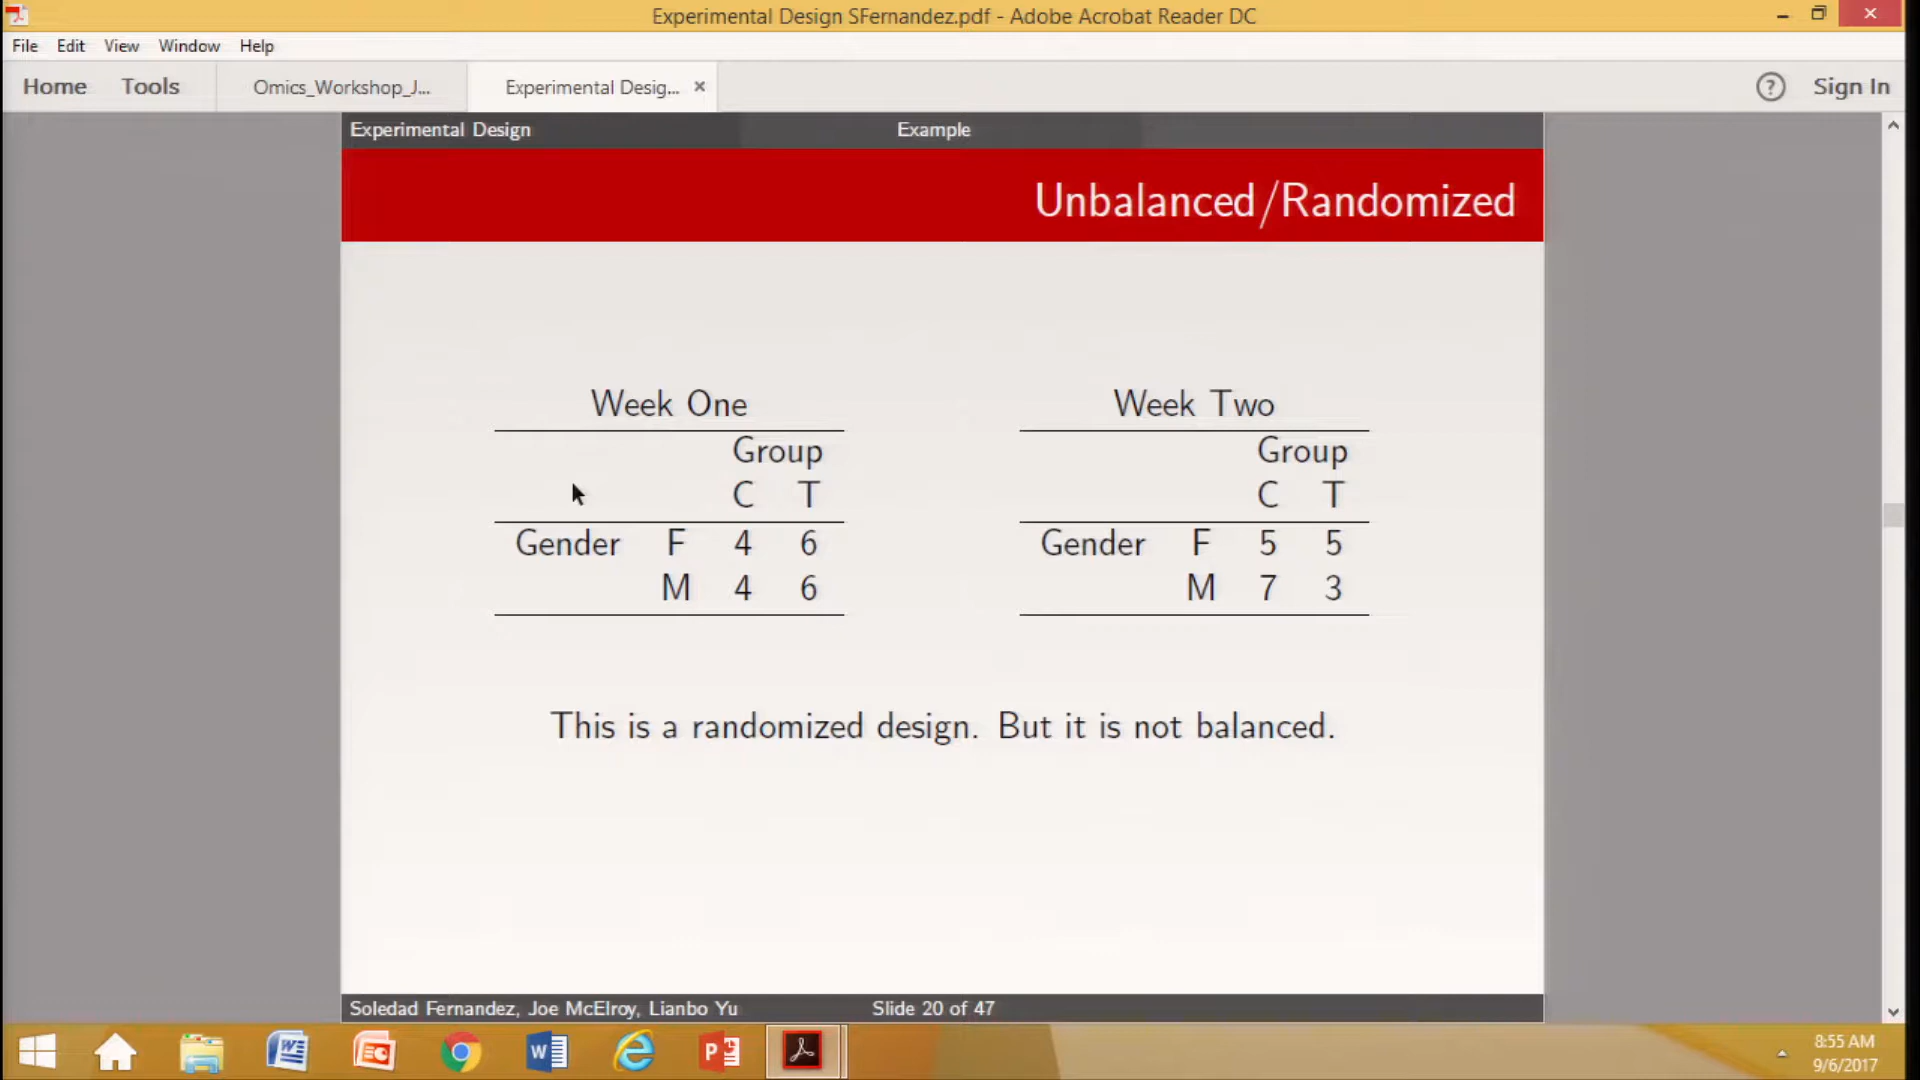 Experimental Design SFernandez.pdf - Adobe Acrobat Reader DC
File Edit View Window Help
Home Tools Omics_Workshop_J... Experimental Desig... × ? Sign In
Experimental Design Example
Unbalanced/Randomized
Week One
Group
C T
Gender F 4 6
M 4 6
Week Two
Group
C T
Gender F 5 5
M 7 3
This is a randomized design. But it is not balanced.
Soledad Fernandez, Joe McElroy, Lianbo Yu Slide 20 of 47
8:55 AM
9/6/2017